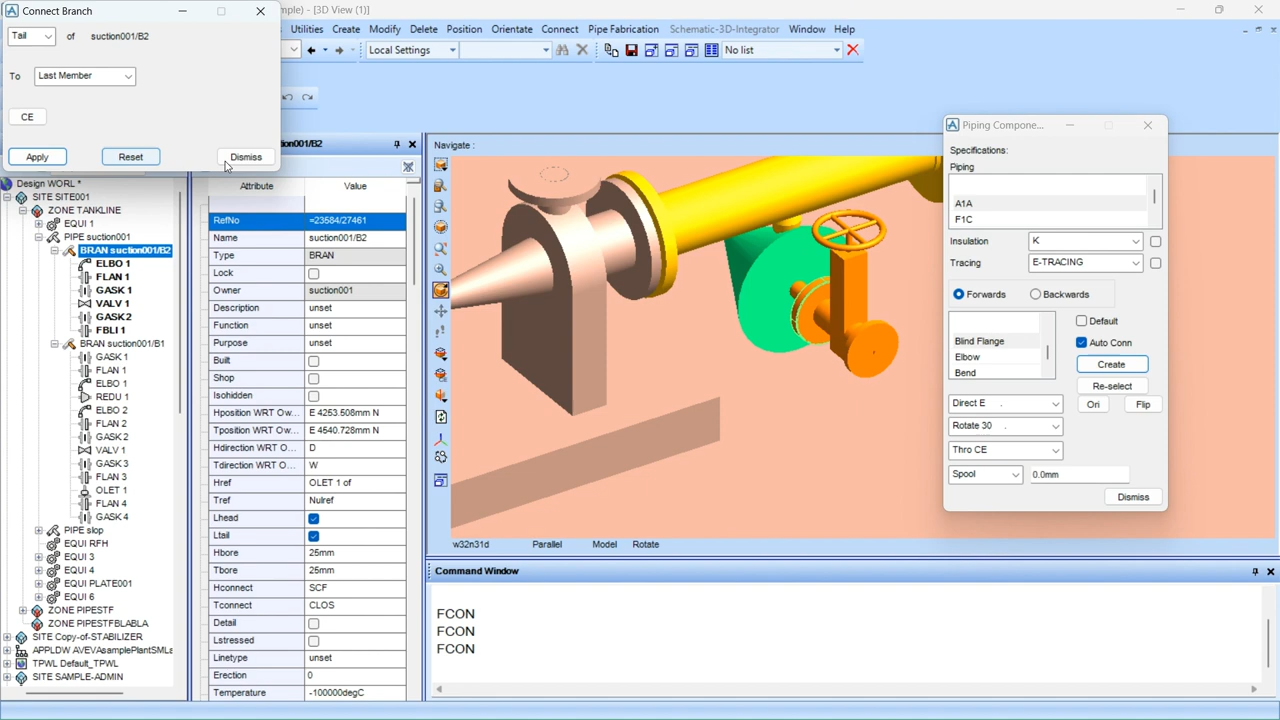 Connect Branch
mple) - [3D View (1)]
Tail of suction001/B2
Utilities Create Modify Delete Position Orientate Connect Pipe Fabrication Schematic-3D-Integrator Window Help
Local Settings No list
To Last Member
CE
Apply Reset Dismiss
ion001/B2
Navigate :
Design WORL *
SITE SITE001
ZONE TANKLINE
EQUI 1
PIPE suction001
BRAN suction001/B2
ELBO 1
FLAN 1
GASK 1
VALV 1
GASK 2
FBLI 1
BRAN suction001/B1
GASK 1
FLAN 1
ELBO 1
REDU 1
ELBO 2
FLAN 2
GASK 2
VALV 1
GASK 3
FLAN 3
OLET 1
FLAN 4
GASK 4
PIPE slop
EQUI RFH
EQUI 3
EQUI 4
EQUI PLATE001
EQUI 6
ZONE PIPESTF
ZONE PIPESTFBLABLA
SITE Copy-of-STABILIZER
APPLDW AVEVAsamplePlantSMLa
TPWL Default_TPWL
SITE SAMPLE-ADMIN
Attribute Value
RefNo =23584/27461
Name suction001/B2
Type BRAN
Lock
Owner suction001
Description unset
Function unset
Purpose unset
Built
Shop
Isohidden
Hposition WRT Ow... E 4253.508mm N
Tposition WRT Ow... E 4540.728mm N
Hdirection WRT O... D
Tdirection WRT O... W
Href OLET 1 of
Tref Nulref
Lhead
Ltail
Hbore 25mm
Tbore 25mm
Hconnect SCF
Tconnect CLOS
Detail
Lstressed
Linetype unset
Erection 0
Temperature -100000degC
w32n31d Parallel Model Rotate
Command Window
FCON
FCON
FCON
Piping Compone...
Specifications:
Piping
A1A
F1C
Insulation K
Tracing E-TRACING
Forwards Backwards
Blind Flange
Elbow
Bend
Default
Auto Conn
Create
Re-select
Direct E . Ori Flip
Rotate 30 .
Thro CE
Spool 0.0mm
Dismiss